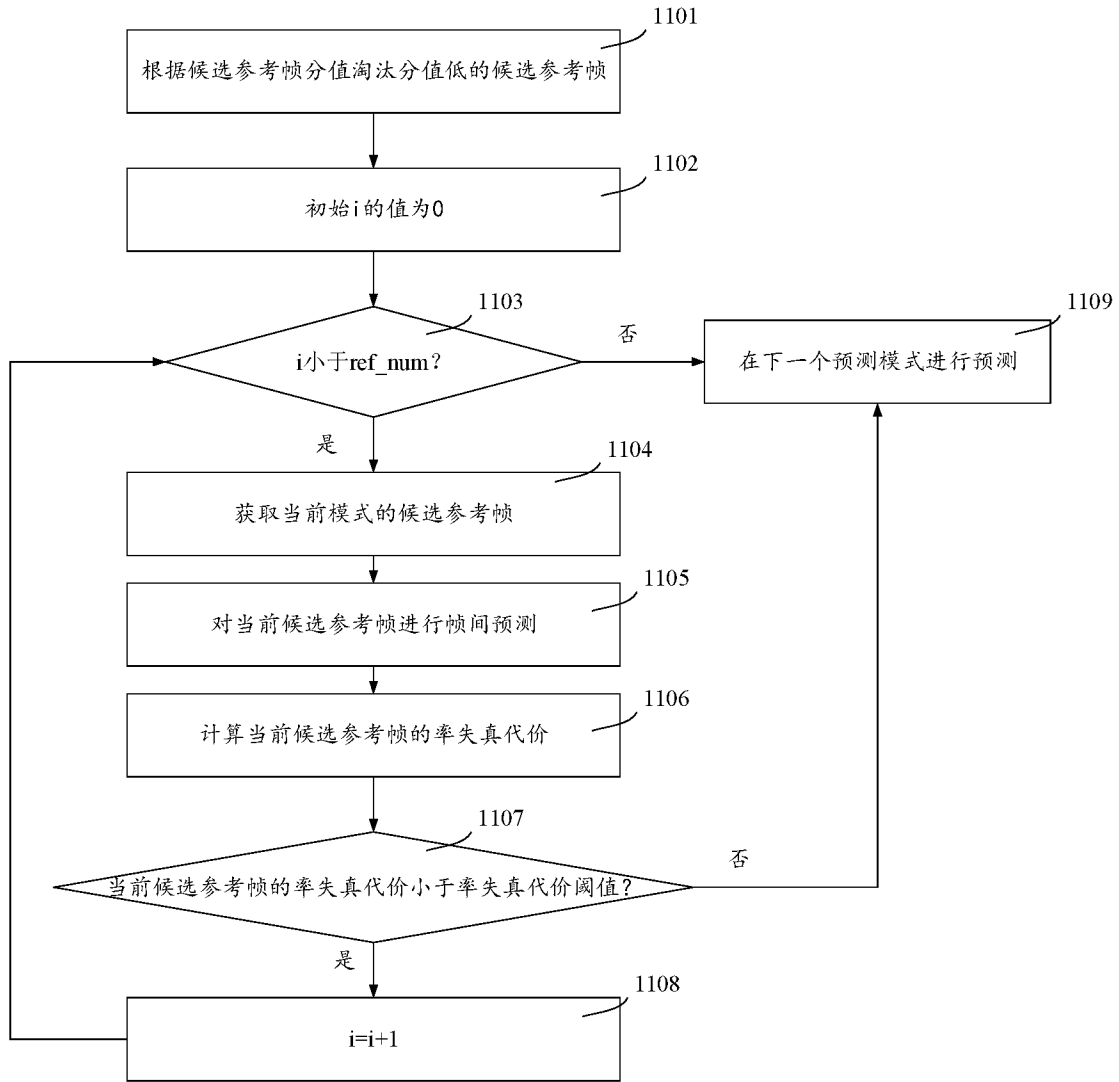 1101
根据候选参考帧分值淘汰分值低的候选参考帧
1102
初始i的值为0
1103
i小于ref_num?
否
1109
在下一个预测模式进行预测
是
1104
获取当前模式的候选参考帧
1105
对当前候选参考帧进行帧间预测
1106
计算当前候选参考帧的率失真代价
1107
当前候选参考帧的率失真代价小于率失真代价阈值?
否
是
1108
i=i+1